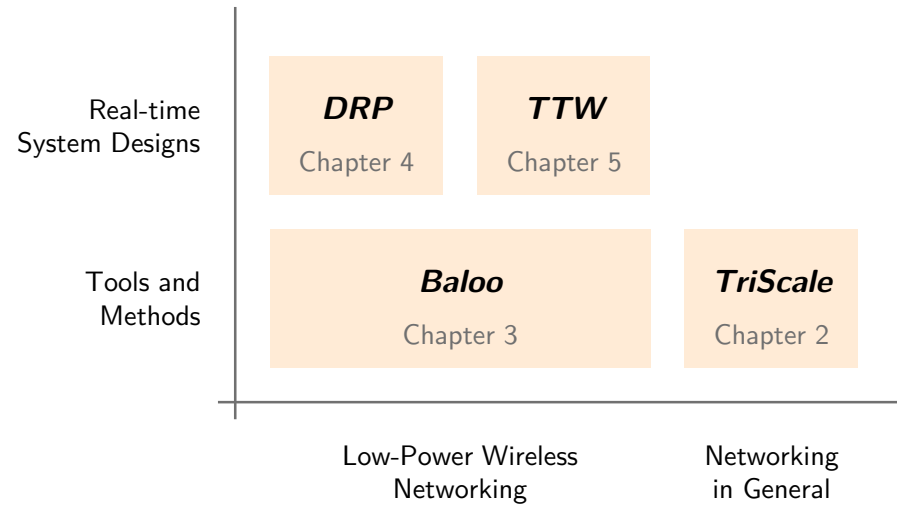 Real-time
System Designs
DRP
Chapter 4
TTW
Chapter 5
Tools and
Methods
Baloo
Chapter 3
TriScale
Chapter 2
Low-Power Wireless
Networking
Networking
in General